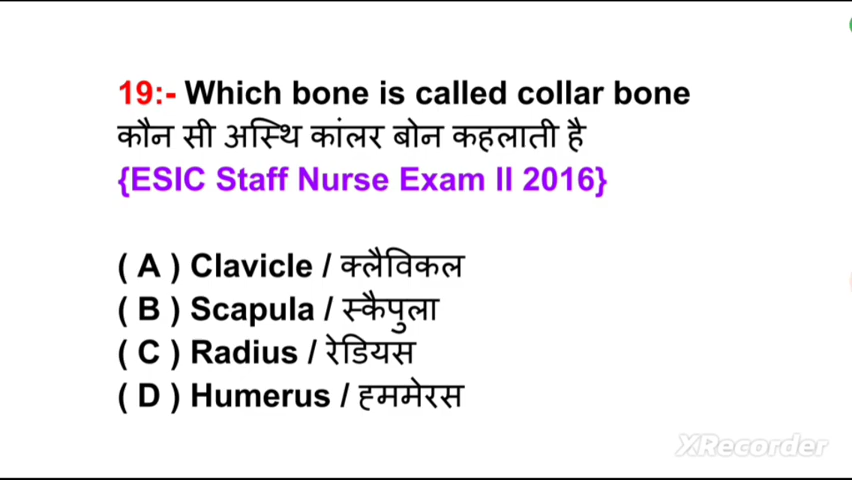 19:- Which bone is called collar bone
कौन सी अस्थि कांलर बोन कहलाती है
{ESIC Staff Nurse Exam II 2016}
( A ) Clavicle / क्लैविकल
( B ) Scapula / स्कैपुला
( C ) Radius / रेडियस
( D ) Humerus / ह्ममेरस
XRecorder